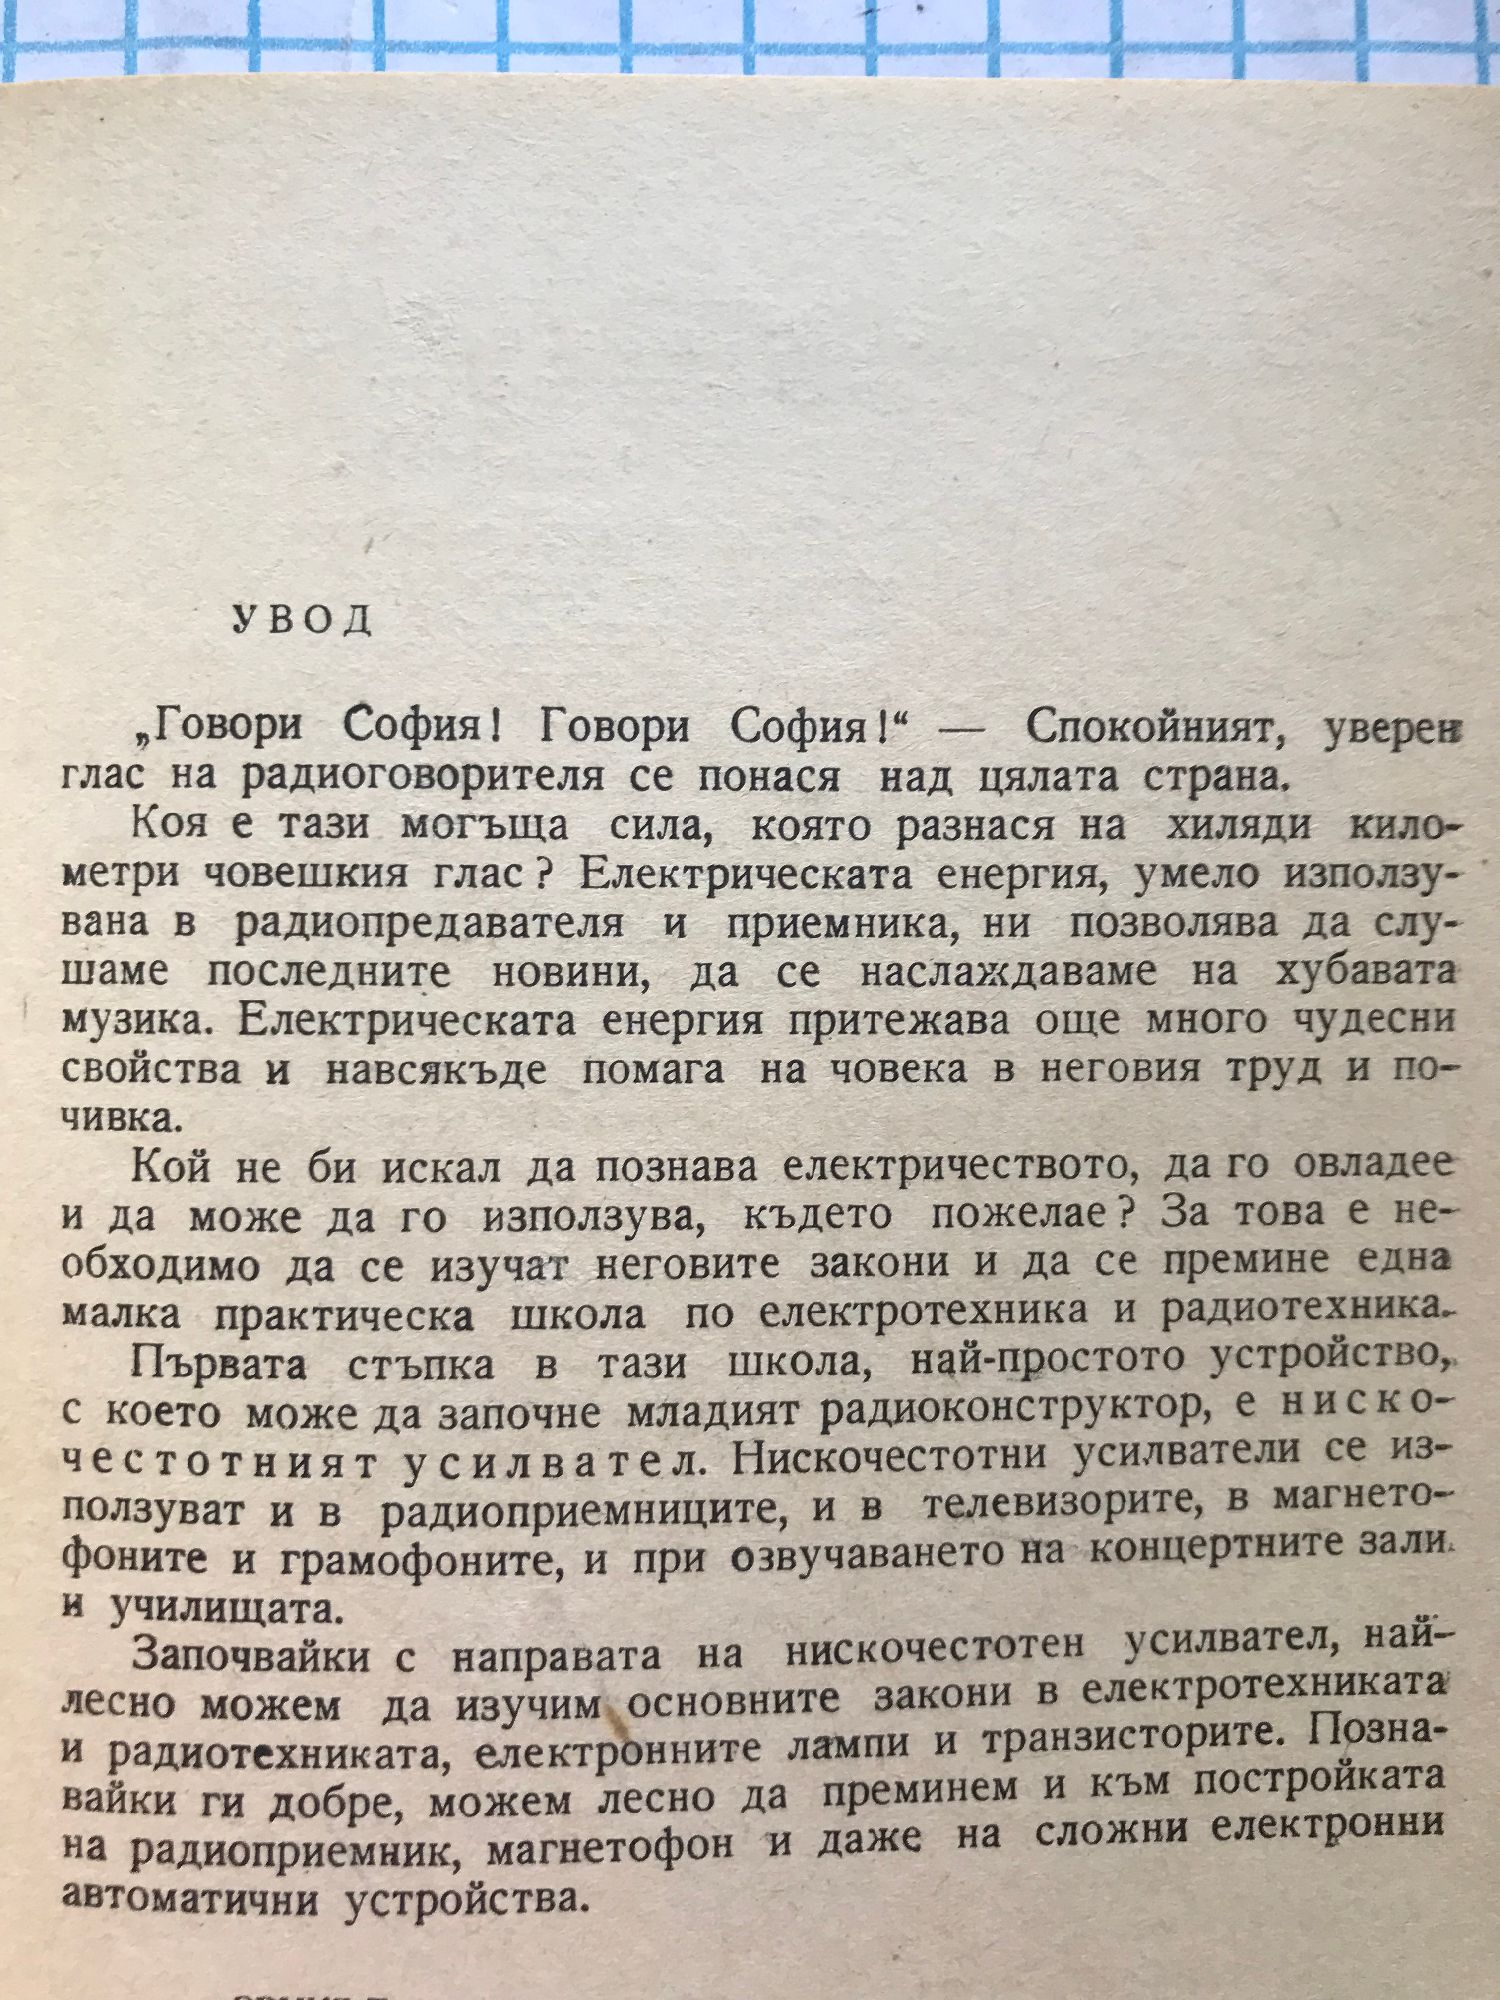 УВОД
„Говори София! Говори София!“ — Спокойният, уверен
глас на радиоговорителя се понася над цялата страна.
Коя е тази могъща сила, която разнася на хиляди кило-
метри човешкия глас? Електрическата енергия, умело използу-
вана в радиопредавателя и приемника, ни позволява да слу-
шаме последните новини, да се наслаждаваме на хубавата
музика. Електрическата енергия притежава още много чудесни
свойства и навсякъде помага на човека в неговия труд и по-
чивка.
Кой не би искал да познава електричеството, да го овладее
и да може да го използува, където пожелае? За това е не-
обходимо да се изучат неговите закони и да се премине една
малка практическа школа по електротехника и радиотехника.
Първата стъпка в тази школа, най-простото устройство,
с което може да започне младият радиоконструктор, е ниско-
честотният усилвател. Нискочестотни усилватели се из-
ползуват и в радиоприемниците, и в телевизорите, в магнето-
фоните и грамофоните, и при озвучаването на концертните зали
и училищата.
Започвайки с направата на нискочестотен усилвател, най-
лесно можем да изучим основните закони в електротехниката
и радиотехниката, електронните лампи и транзисторите. Позна-
вайки ги добре, можем лесно да преминем и към постройката
на радиоприемник, магнетофон и даже на сложни електронни
автоматични устройства.